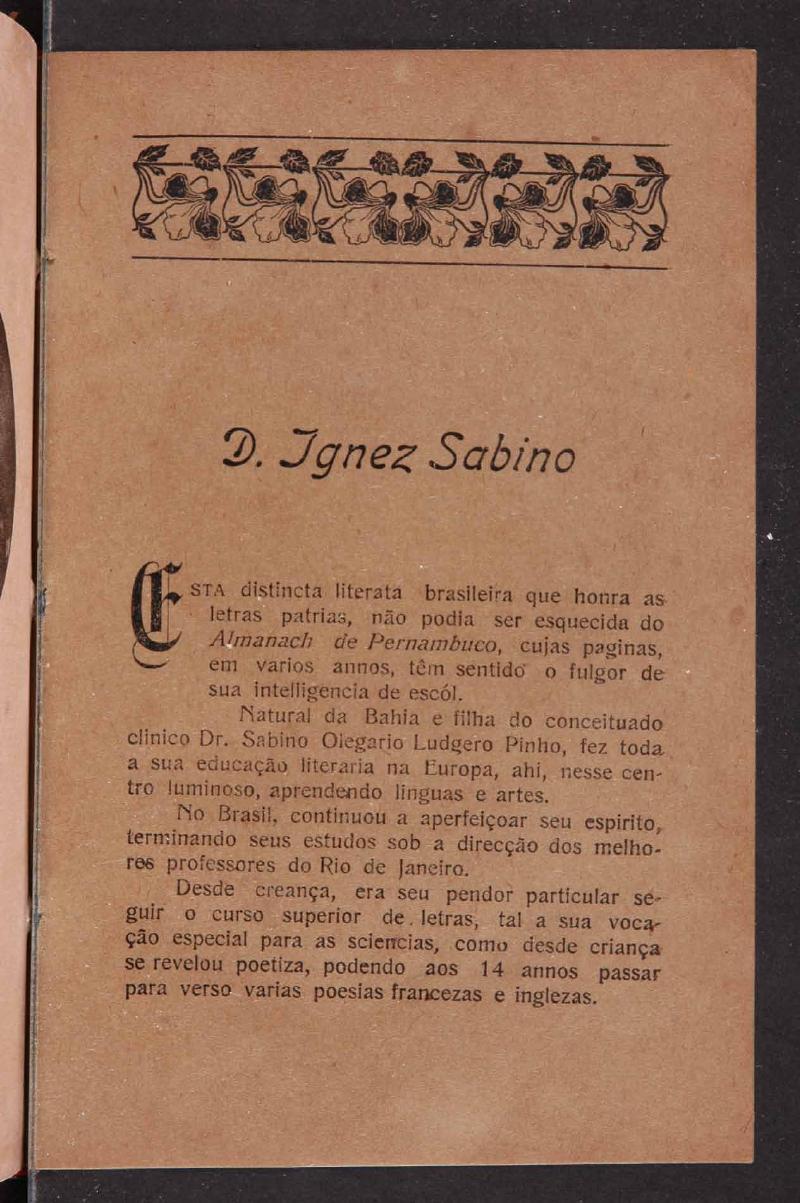 D. Ignez Sabino
ESTA distincta literata brasileira que honra as
letras patrias, não podia ser esquecida do
Almanach de Pernambuco, cujas paginas,
em varios annos, têm sentido o fulgor de
sua intelligencia de escól.
Natural da Bahia e filha do conceituado
clinico Dr. Sabino Olegario Ludgero Pinho, fez toda
a sua educação literaria na Europa, ahi, nesse cen-
tro luminoso, aprendendo linguas e artes.
No Brasil, continuou a aperfeiçoar seu espirito,
terminando seus estudos sob a direcção dos melho-
res professores do Rio de Janeiro.
Desde creança, era seu pendor particular se-
guir o curso superior de letras, tal a sua voca-
ção especial para as sciencias, como desde criança
se revelou poetiza, podendo aos 14 annos passar
para verso varias poesias francezas e inglezas.